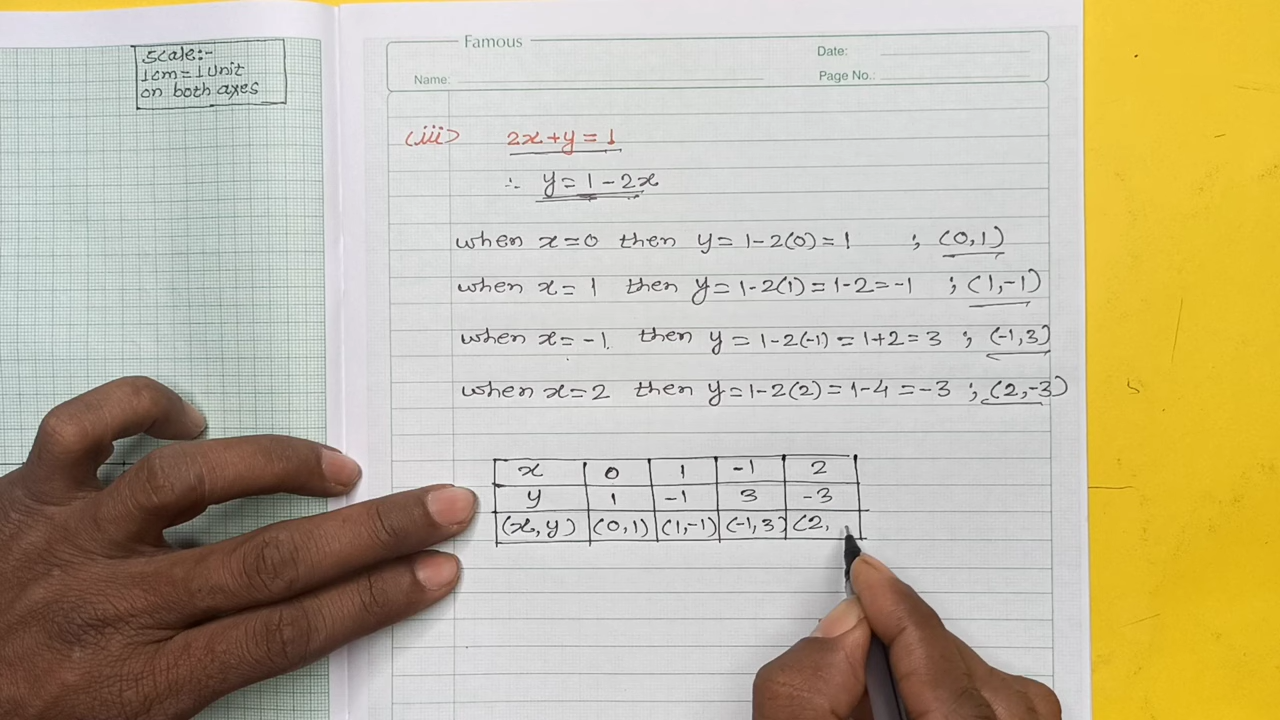 Scale:-
1cm = 1 Unit
on both axes
Famous
Date:
Name:
Page No.:
(iii) 2x+y = 1
∴ y = 1 - 2x
when x=0 then y = 1-2(0) = 1 ; (0,1)
when x = 1 then y = 1-2(1) = 1-2 = -1 ; (1,-1)
when x = -1 then y = 1-2(-1) = 1+2 = 3 ; (-1,3)
when x = 2 then y = 1-2(2) = 1-4 = -3 ; (2,-3)
x 0 1 -1 2
y 1 -1 3 -3
(x,y) (0,1) (1,-1) (-1,3) (2,